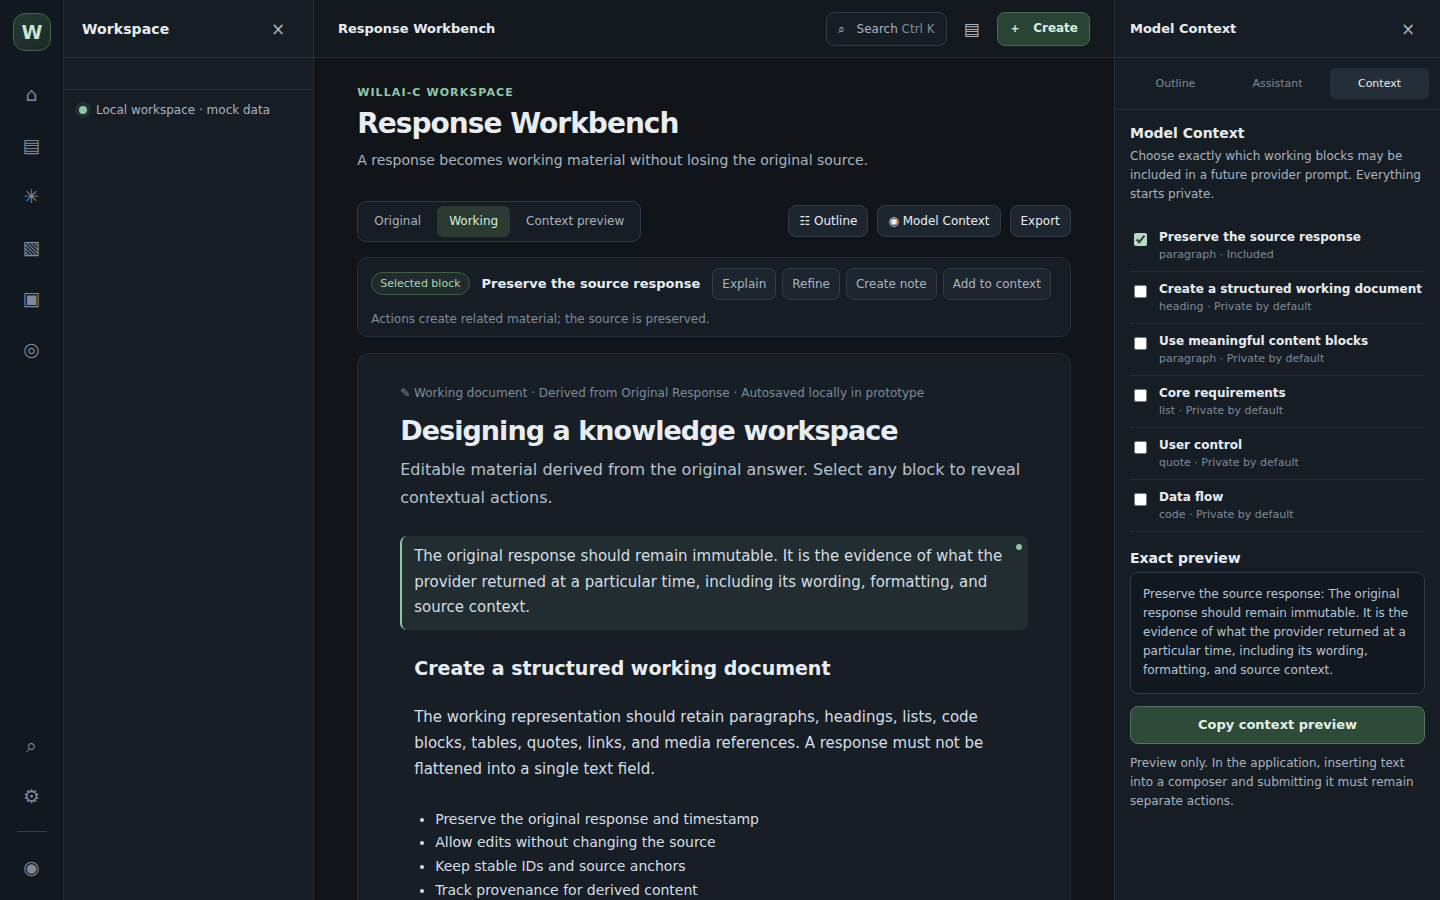 W
Workspace ×
Local workspace · mock data
Response Workbench
Search Ctrl K
+ Create
WILLAI-C WORKSPACE
Response Workbench
A response becomes working material without losing the original source.
Original Working Context preview
Outline Model Context Export
Selected block Preserve the source response Explain Refine Create note Add to context
Actions create related material; the source is preserved.
✎ Working document · Derived from Original Response · Autosaved locally in prototype
Designing a knowledge workspace
Editable material derived from the original answer. Select any block to reveal
contextual actions.
The original response should remain immutable. It is the evidence of what the
provider returned at a particular time, including its wording, formatting, and
source context.
Create a structured working document
The working representation should retain paragraphs, headings, lists, code
blocks, tables, quotes, links, and media references. A response must not be
flattened into a single text field.
• Preserve the original response and timestamp
• Allow edits without changing the source
• Keep stable IDs and source anchors
• Track provenance for derived content
Model Context ×
Outline Assistant Context
Model Context
Choose exactly which working blocks may be
included in a future provider prompt. Everything
starts private.
Preserve the source response
paragraph · Included
Create a structured working document
heading · Private by default
Use meaningful content blocks
paragraph · Private by default
Core requirements
list · Private by default
User control
quote · Private by default
Data flow
code · Private by default
Exact preview
Preserve the source response: The original
response should remain immutable. It is the
evidence of what the provider returned at a
particular time, including its wording,
formatting, and source context.
Copy context preview
Preview only. In the application, inserting text
into a composer and submitting it must remain
separate actions.